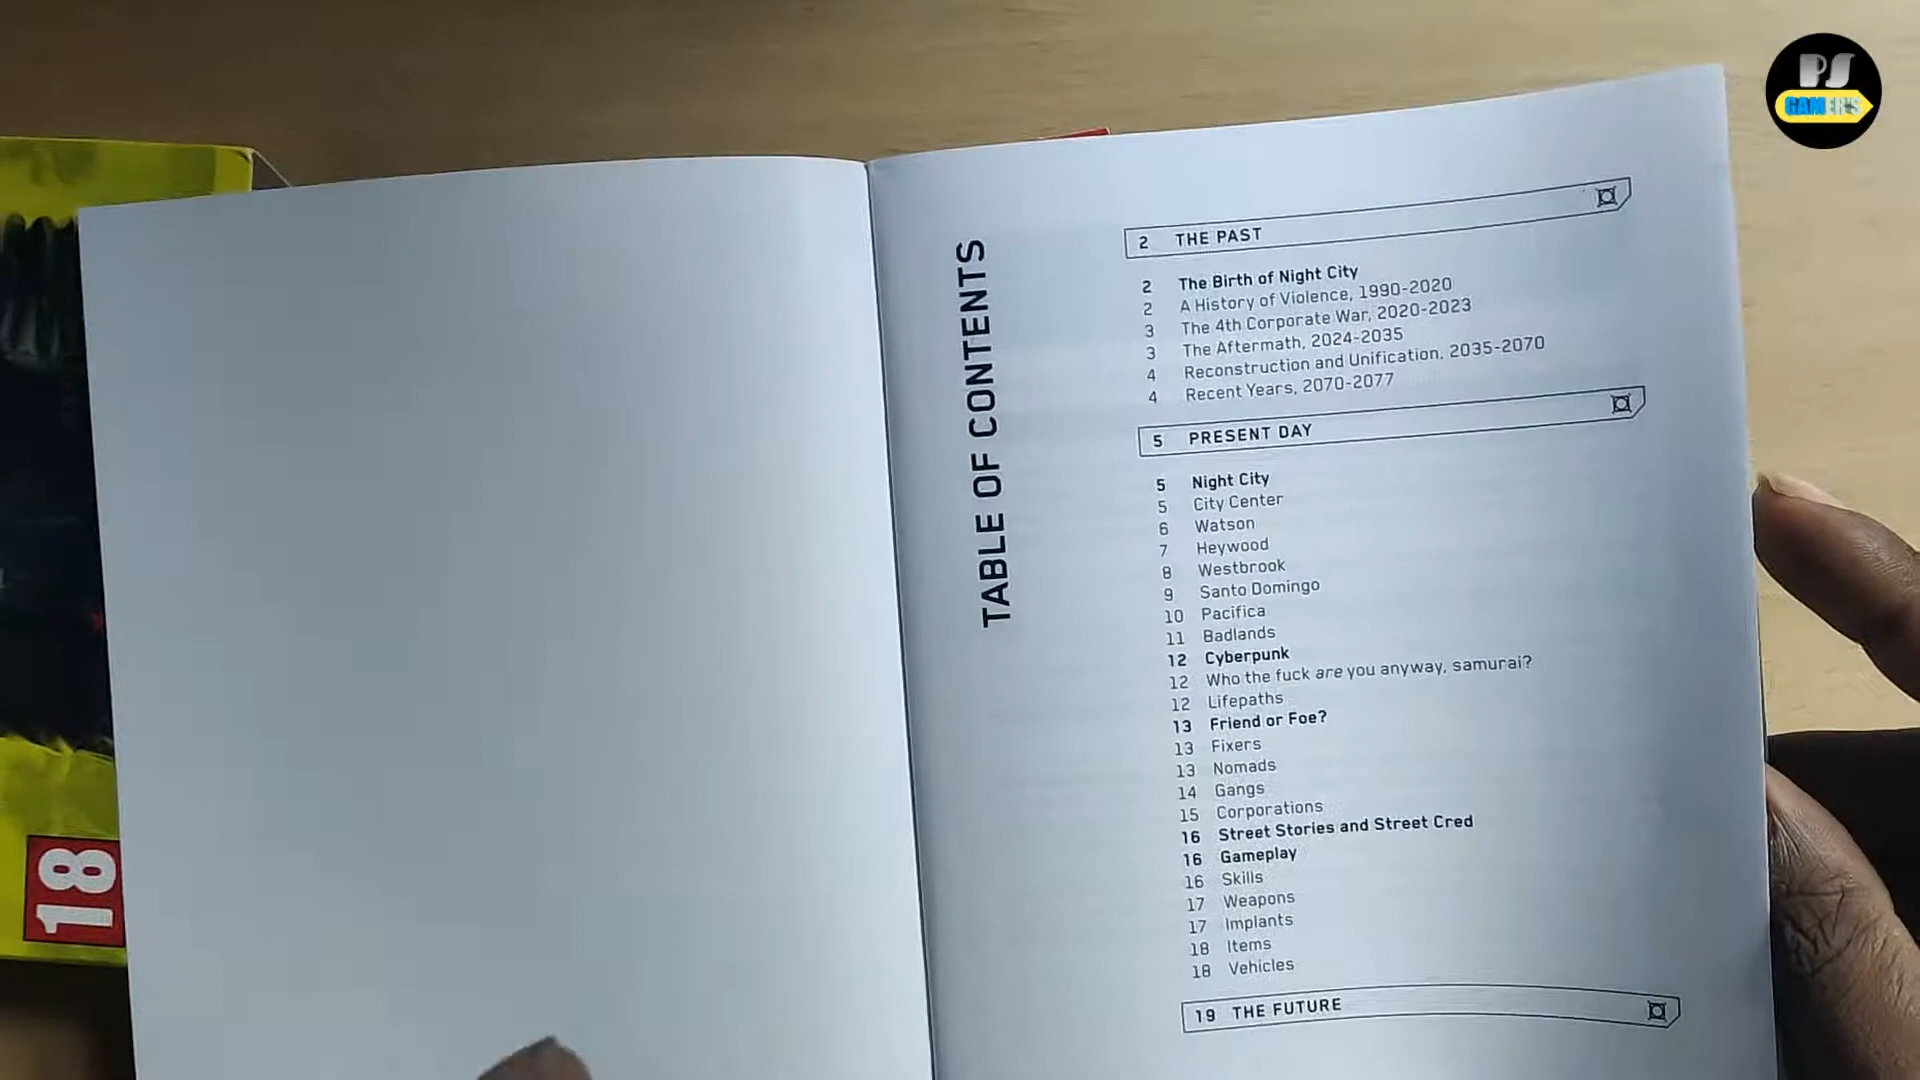 PS
GAMER'S
TABLE OF CONTENTS
2 THE PAST
2 The Birth of Night City
2 A History of Violence, 1990-2020
3 The 4th Corporate War, 2020-2023
3 The Aftermath, 2024-2035
4 Reconstruction and Unification, 2035-2070
4 Recent Years, 2070-2077
5 PRESENT DAY
5 Night City
5 City Center
6 Watson
7 Heywood
8 Westbrook
9 Santo Domingo
10 Pacifica
11 Badlands
12 Cyberpunk
12 Who the fuck are you anyway, samurai?
12 Lifepaths
13 Friend or Foe?
13 Fixers
13 Nomads
14 Gangs
15 Corporations
16 Street Stories and Street Cred
16 Gameplay
16 Skills
17 Weapons
17 Implants
18 Items
18 Vehicles
19 THE FUTURE
18